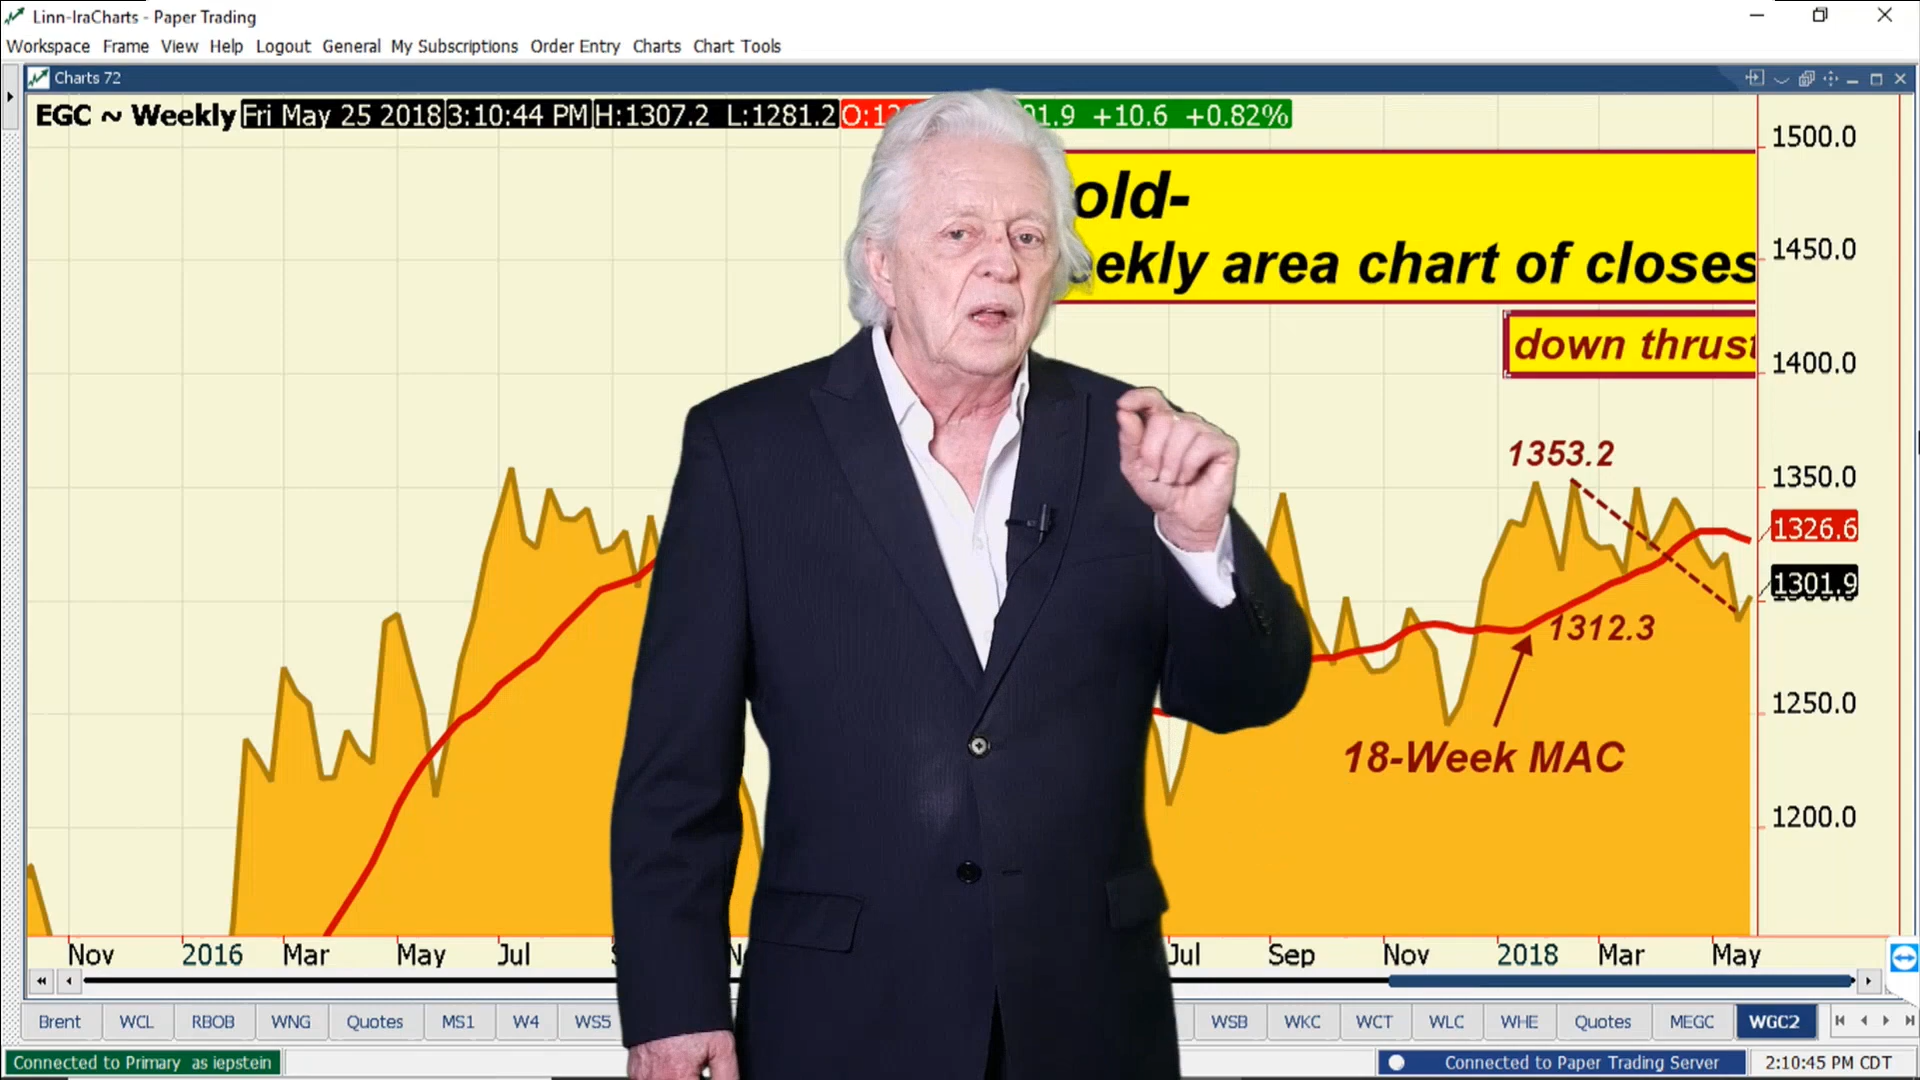 Linn-IraCharts - Paper Trading
Workspace Frame View Help Logout General My Subscriptions Order Entry Charts Chart Tools
Charts 72
EGC ~ Weekly Fri May 25 2018 3:10:44 PM H:1307.2 L:1281.2 O:12 01.9 +10.6 +0.82%
1500.0
old-
ekly area chart of closes
1450.0
down thrust
1400.0
1353.2
1350.0
1326.6
1301.9
1312.3
1250.0
18-Week MAC
1200.0
Nov 2016 Mar May Jul Jul Sep Nov 2018 Mar May
Brent WCL RBOB WNG Quotes MS1 W4 WS5 WSB WKC WCT WLC WHE Quotes MEGC WGC2
Connected to Primary as iepstein Connected to Paper Trading Server 2:10:45 PM CDT